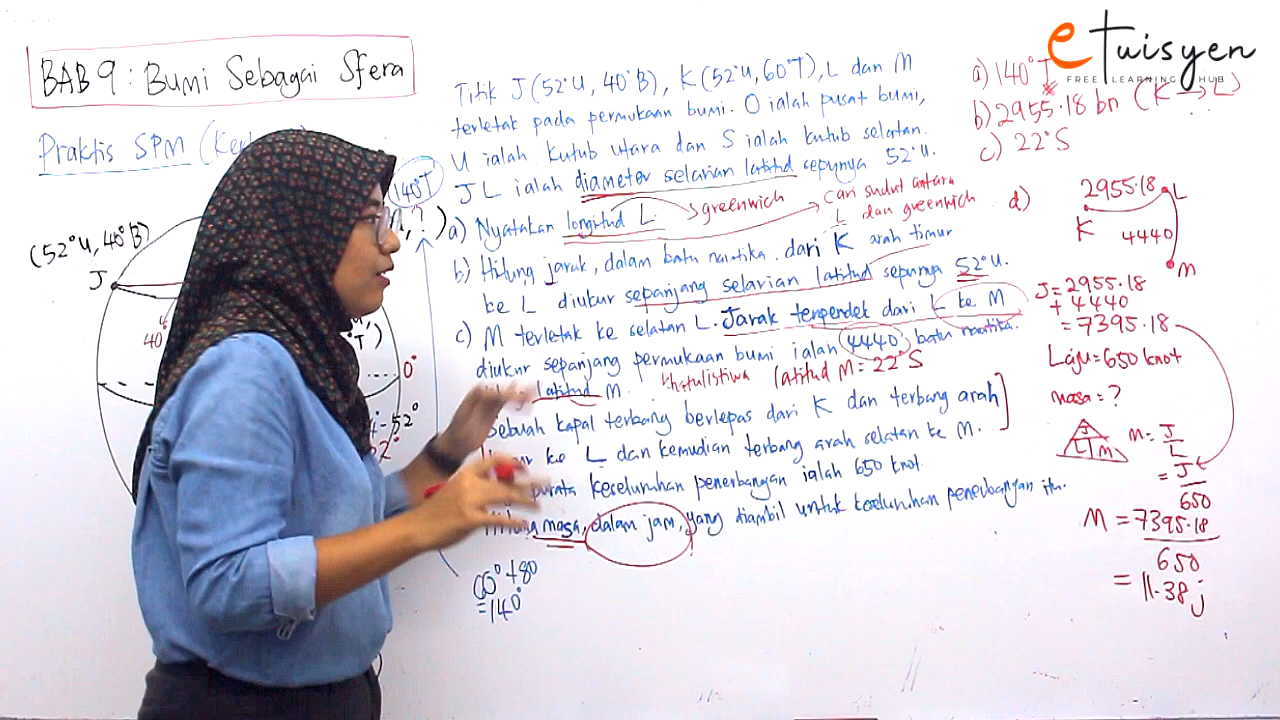 BAB 9 : Bumi Sebagai Sfera
Praktis SPM
(52°U, 40°B)
J
40°
0°
140°T
Titik J(52°U, 40°B), K(52°U, 60°T), L dan M
terletak pada permukaan bumi. O ialah pusat bumi,
U ialah kutub utara dan S ialah kutub selatan.
JL ialah diameter selarian latitud sepunya 52°U.
a) Nyatakan longitud L.
greenwich
Cari sudut antara
L dan greenwich
b) Hitung jarak, dalam batu nautika. dari K arah timur
ke L diukur sepanjang selarian latitud sepunya 52°U.
c) M terletak ke selatan L. Jarak terpendek dari L ke M
diukur sepanjang permukaan bumi ialah 4440 batu nautika.
latitud M.
Khatulistiwa
latitud M = 22°S
Sebuah kapal terbang berlepas dari K dan terbang arah
ke L dan kemudian terbang arah selatan ke M.
keseluruhan penerbangan ialah 650 knot.
masa, dalam jam, yang diambil untuk keseluruhan penerbangan itu.
+80
=140°
e Tuisyen
FREE LEARNING HUB
a) 140°T
b) 2955.18 bn (K → L)
c) 22°S
d)
2955.18
K
L
4440
M
J = 2955.18
+ 4440
= 7395.18
Laju = 650 knot
masa = ?
J
L M
m = J
L
= J
650
M = 7395.18
650
= 11.38 j